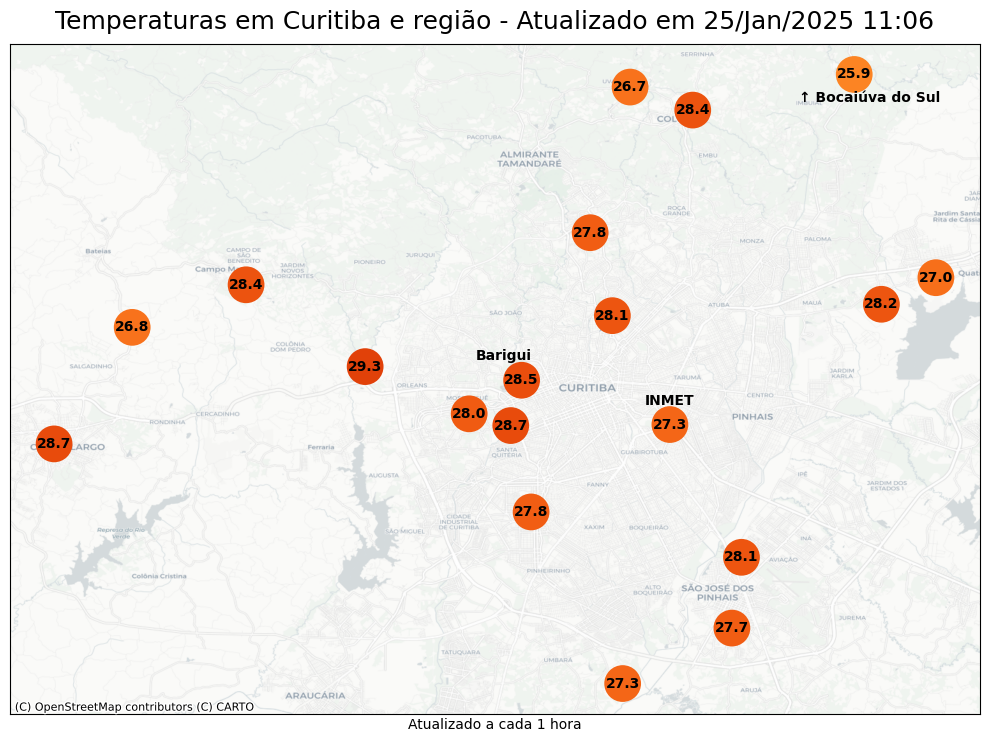 Temperaturas em Curitiba e região - Atualizado em 25/Jan/2025 11:06
SERRINHA
25.9
26.7
↑ Bocaiúva do Sul
28.4
PACOTUBA
ALMIRANTE
TAMANDARÉ
EMBU
ROÇA
GRANDE
Jardim Santa
Rita de Cássia
27.8
MONZA
PALOMA
Bateias
CAMPO DE
SÃO
BENEDITO
JURUQUI
PIONEIRO
JARDIM
NOVOS
HORIZONTES
Campo M
28.4
27.0
Quat
28.2
MAUÁ
ATUBA
SÃO JOÃO
28.1
26.8
COLÔNIA
DOM PEDRO
Barigui
SALGADINHO
29.3
JARDIM
KARLA
TARUMÃ
28.5
CURITIBA
ORLEANS
CENTRO
INMET
28.0
28.7
27.3
PINHAIS
CERCADINHO
RONDINHA
28.7
LARGO
Ferraria
SANTA
QUITÉRIA
GUABIROTUBA
AUGUSTA
IPÊ
FANNY
JARDIM DOS
ESTADOS I
27.8
CIDADE
INDUSTRIAL
DE CURITIBA
XAXIM
BOQUEIRÃO
Represa do Rio
Verde
SÃO MIGUEL
INÁ
28.1
AVIAÇÃO
PINHEIRINHO
Colônia Cristina
ALTO
BOQUEIRÃO
SÃO JOSÉ DOS
PINHAIS
JUREMA
27.7
TATUQUARA
UMBARÁ
27.3
ARUJÁ
ARAUCÁRIA
(C) OpenStreetMap contributors (C) CARTO
Atualizado a cada 1 hora